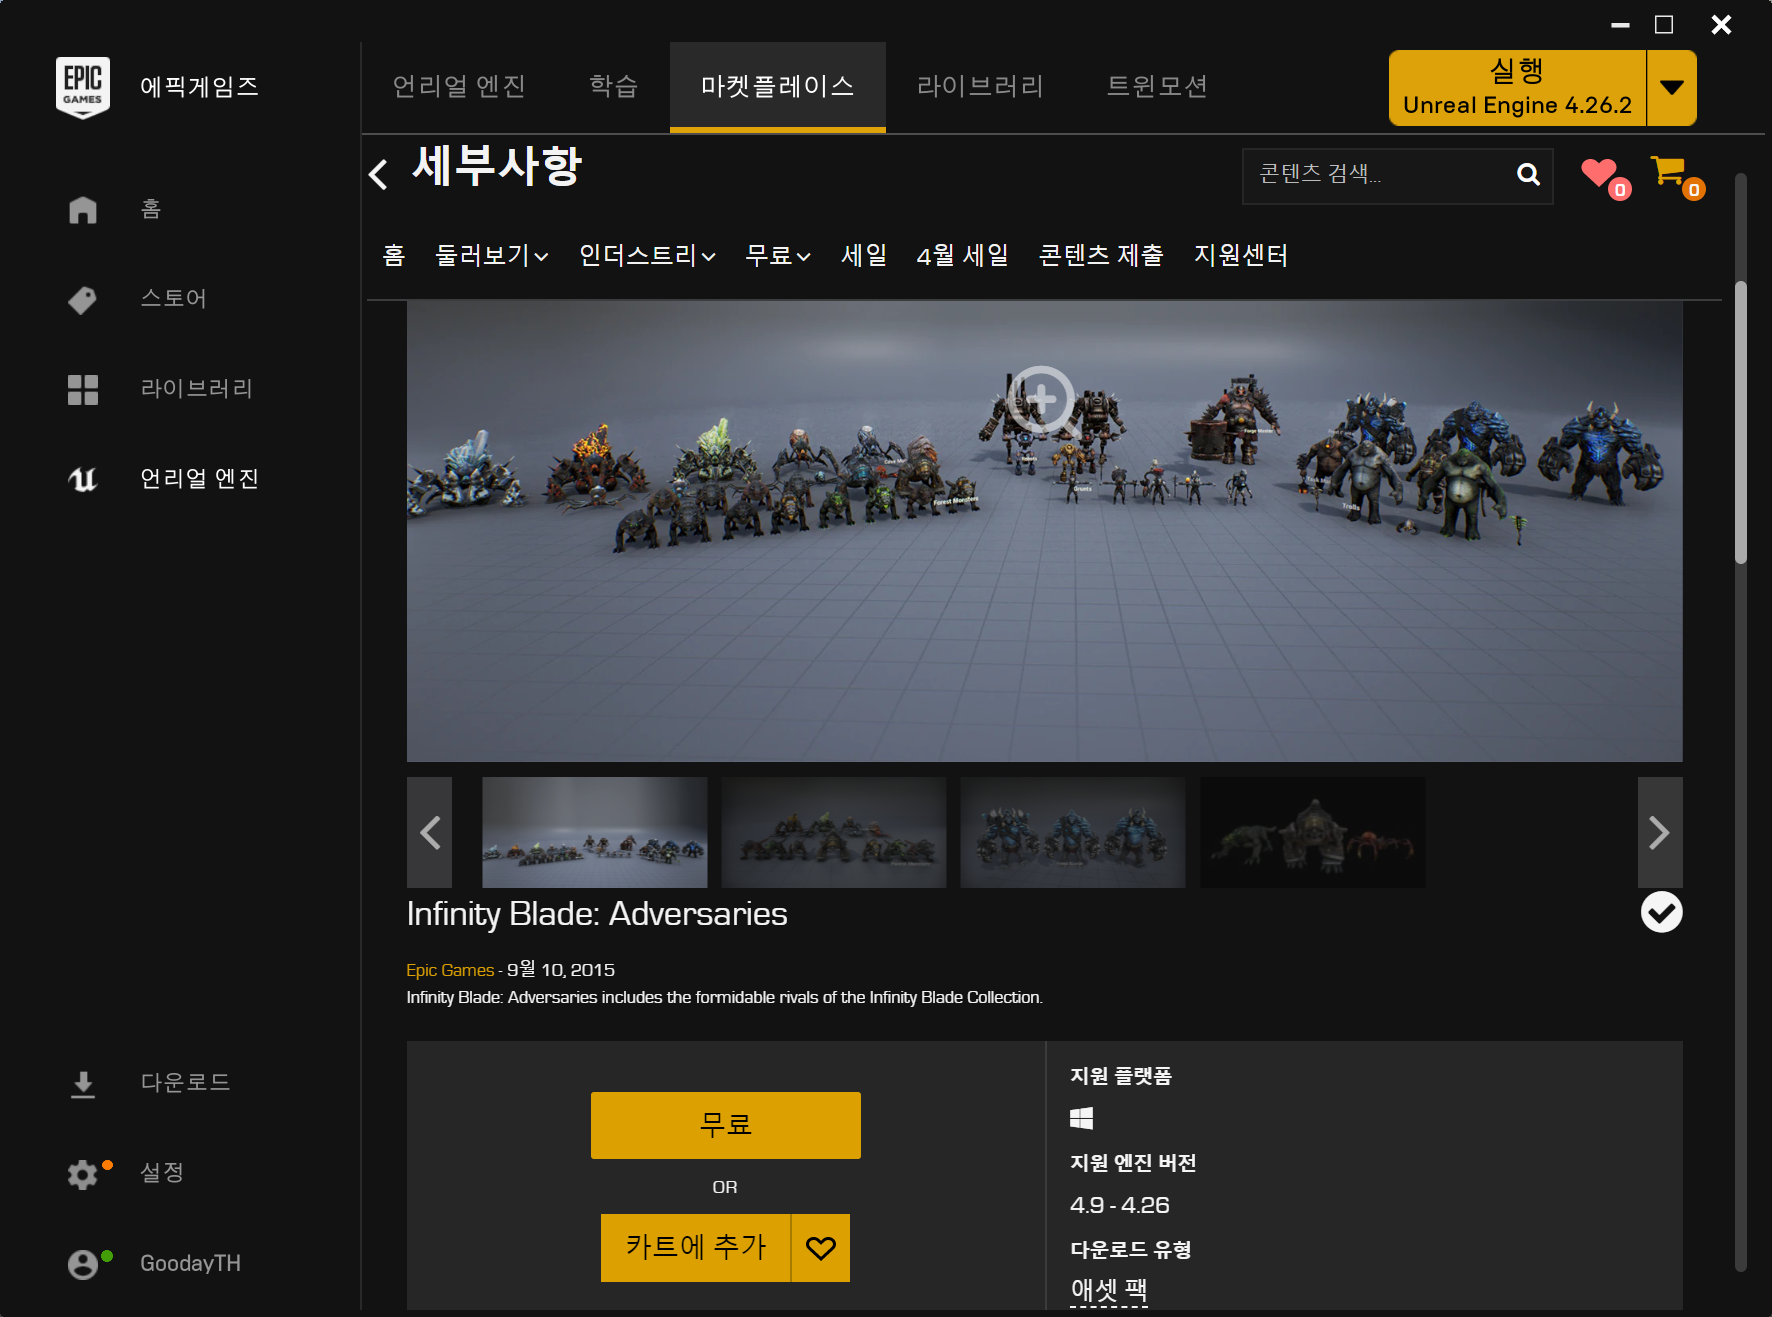 EPIC GAMES
에픽게임즈
홈
스토어
라이브러리
언리얼 엔진
다운로드
설정
GoodayTH
언리얼 엔진
학습
마켓플레이스
라이브러리
트윈모션
실행
Unreal Engine 4.26.2
세부사항
콘텐츠 검색...
0
0
홈
둘러보기
인더스트리
무료
세일
4월 세일
콘텐츠 제출
지원센터
Forge Master
Grunts
Forest Monsters
Trolls
Infinity Blade: Adversaries
Epic Games - 9월 10, 2015
Infinity Blade: Adversaries includes the formidable rivals of the Infinity Blade Collection.
무료
OR
카트에 추가
지원 플랫폼
지원 엔진 버전
4.9 - 4.26
다운로드 유형
애셋 팩